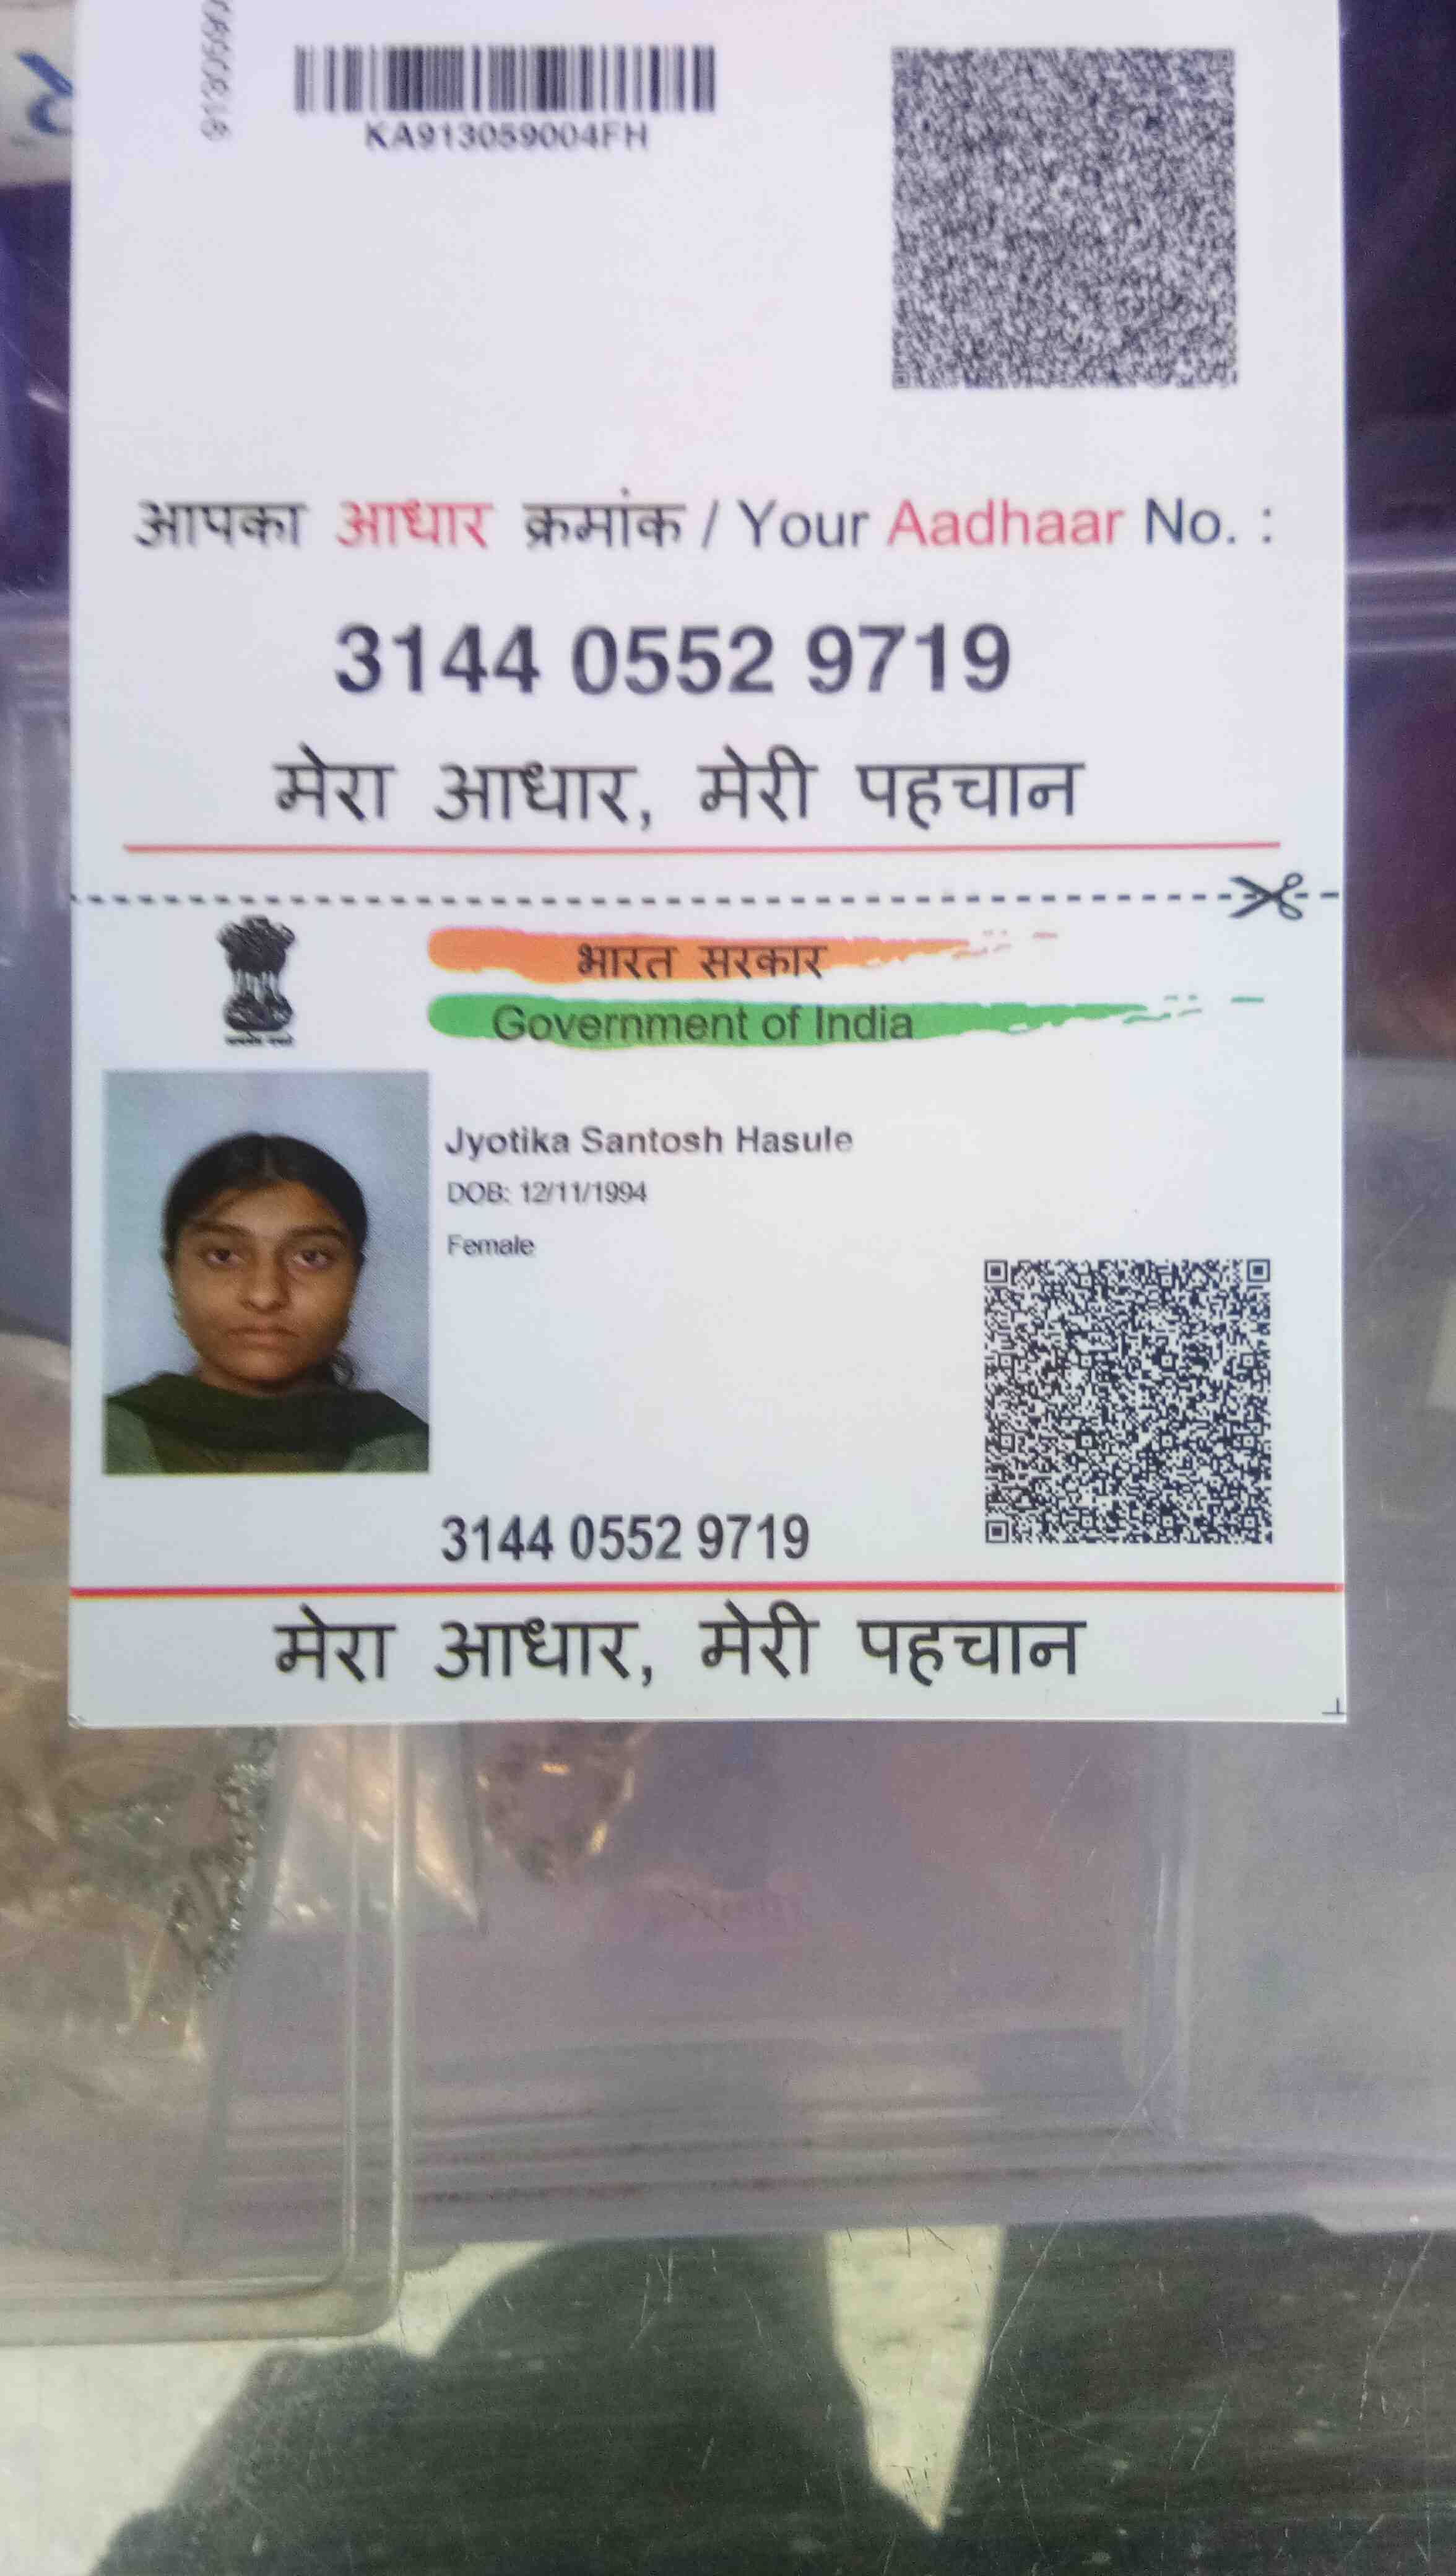 KA913059004FH
आपका आधार क्रमांक / Your Aadhaar No. :
3144 0552 9719
मेरा आधार, मेरी पहचान
भारत सरकार
Government of India
Jyotika Santosh Hasule
DOB: 12/11/1994
Female
3144 0552 9719
मेरा आधार, मेरी पहचान